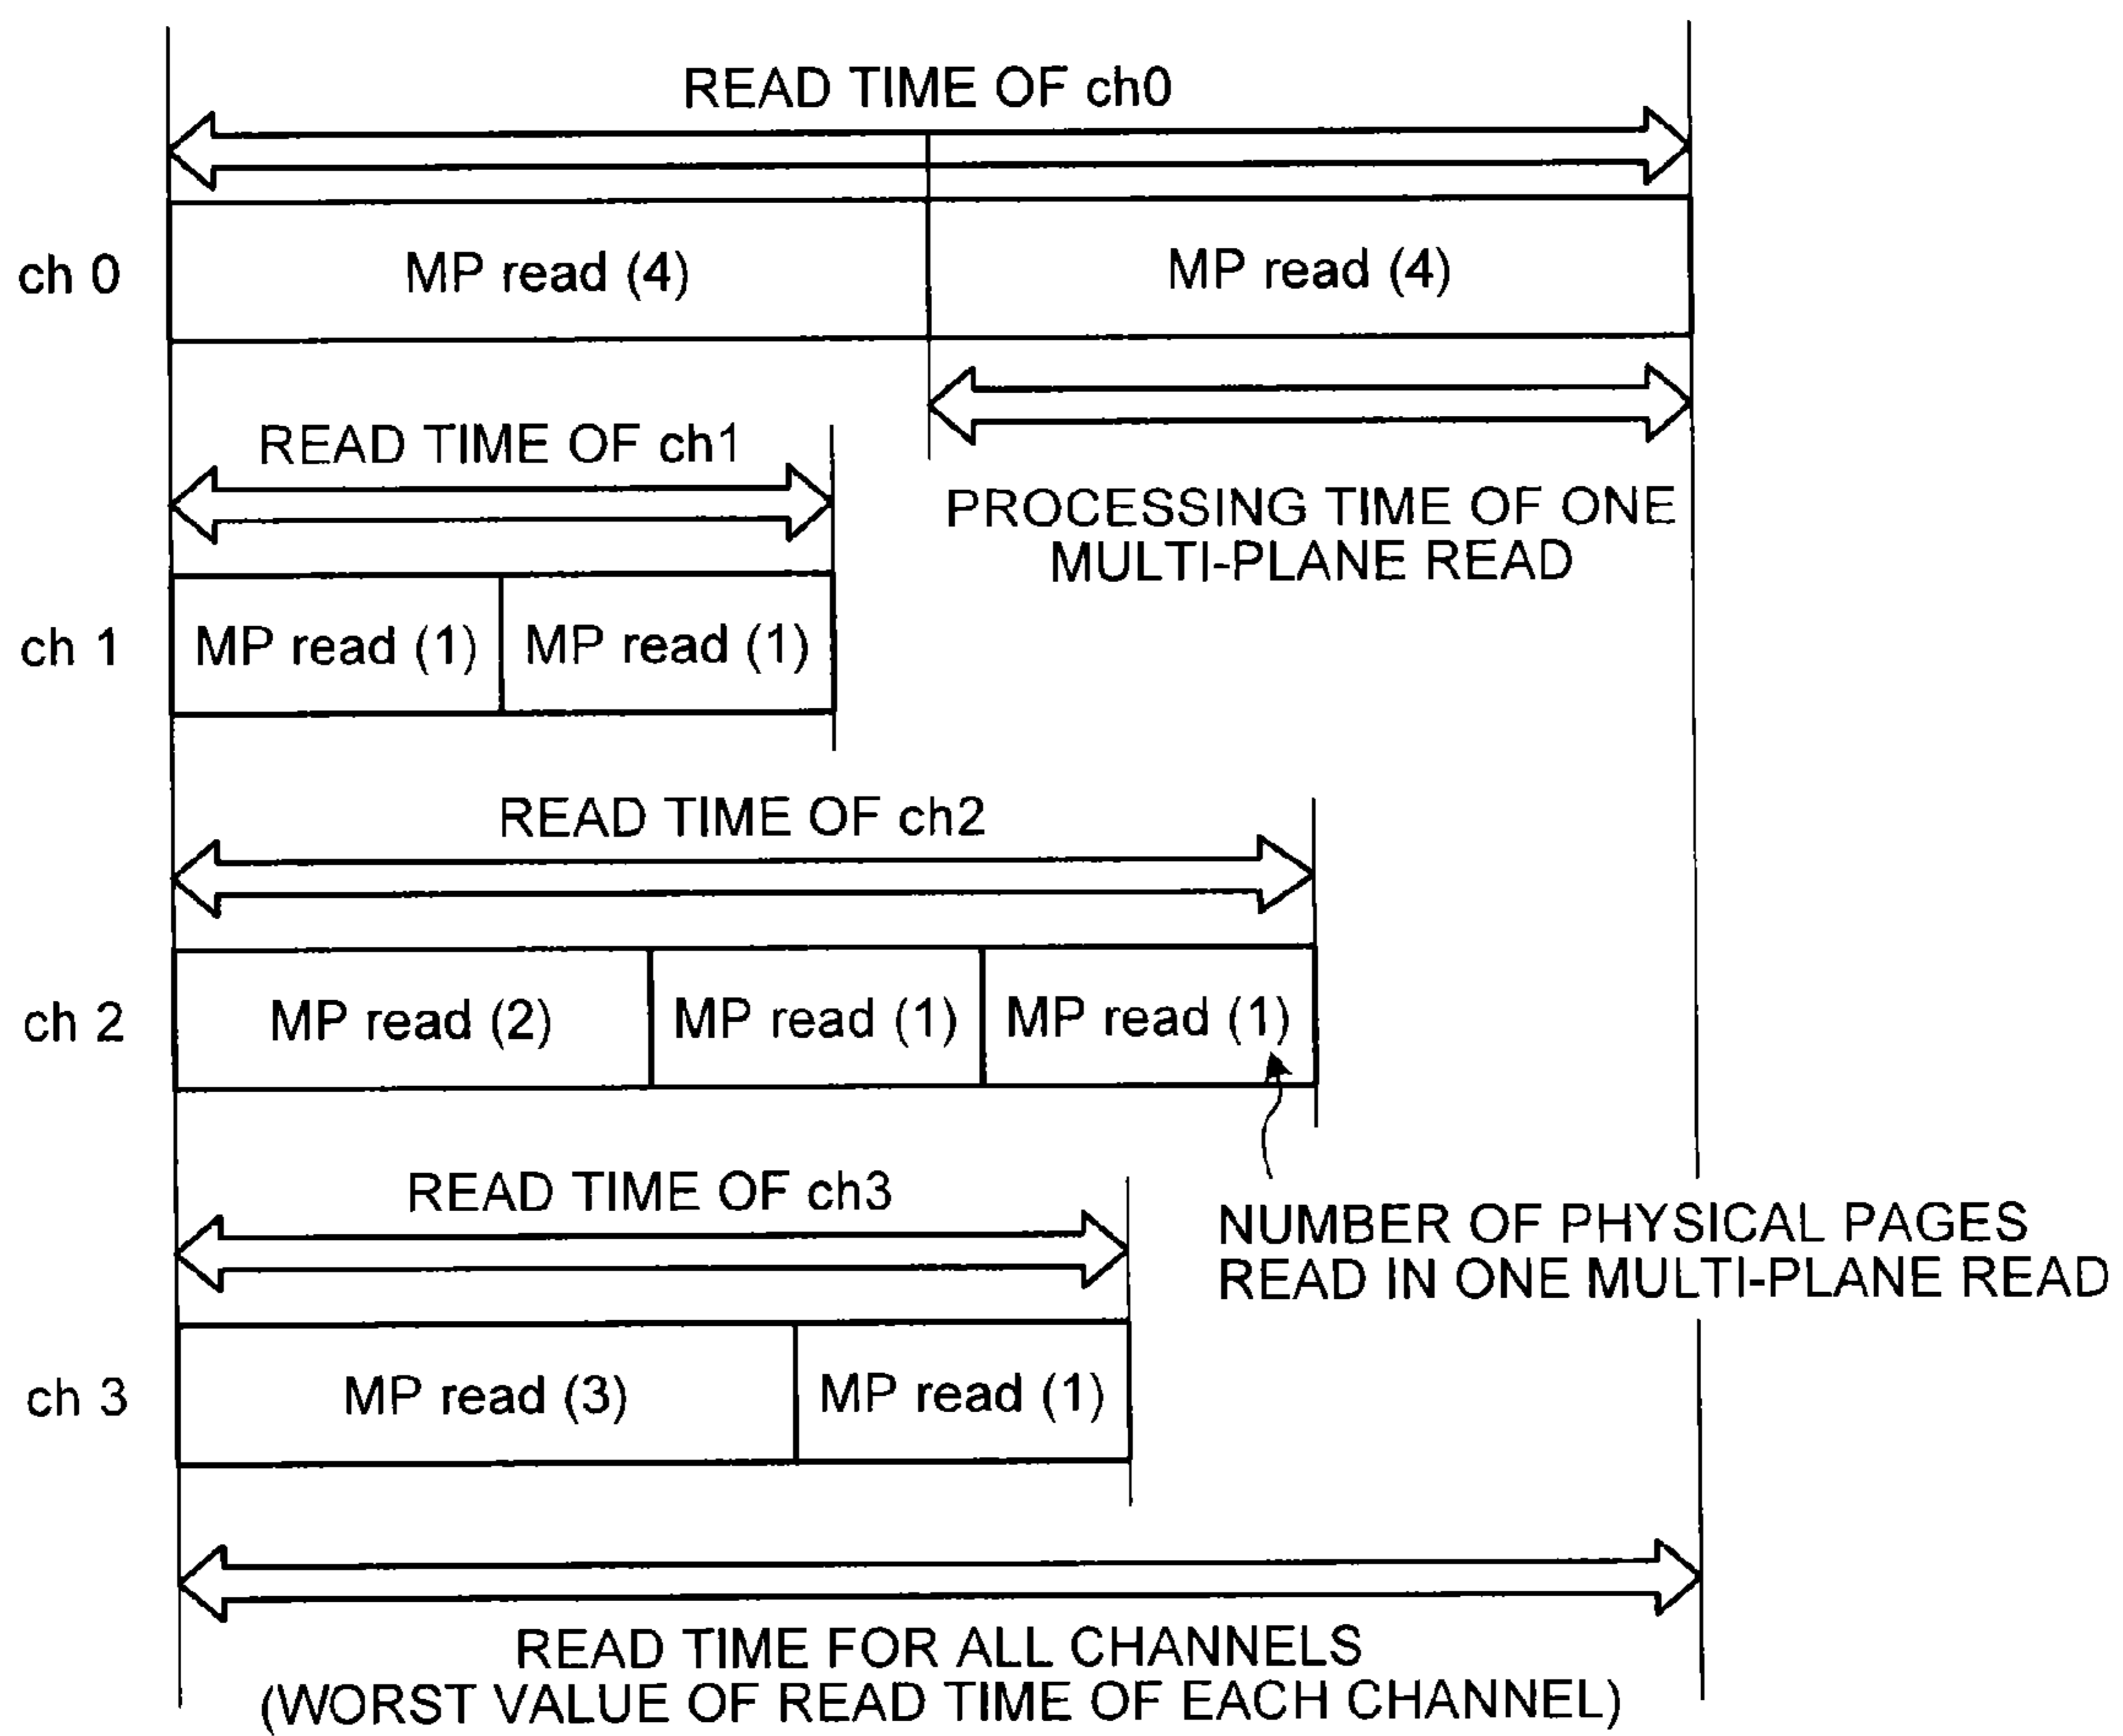 READ TIME OF ch0
ch 0
MP read (4)
MP read (4)
READ TIME OF ch1
PROCESSING TIME OF ONE
MULTI-PLANE READ
ch 1
MP read (1)
MP read (1)
READ TIME OF ch2
ch 2
MP read (2)
MP read (1)
MP read (1)
READ TIME OF ch3
NUMBER OF PHYSICAL PAGES
READ IN ONE MULTI-PLANE READ
ch 3
MP read (3)
MP read (1)
READ TIME FOR ALL CHANNELS
(WORST VALUE OF READ TIME OF EACH CHANNEL)